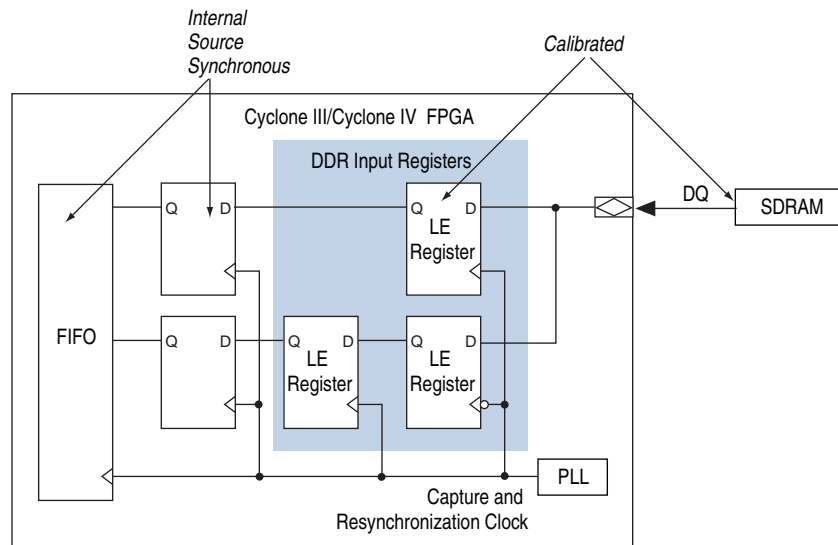 Internal
Source
Synchronous
Calibrated
Cyclone III/Cyclone IV FPGA
DDR Input Registers
Q D
Q D
LE
Register
DQ
SDRAM
FIFO
Q D
Q D
LE
Register
Q D
LE
Register
PLL
Capture and
Resynchronization Clock